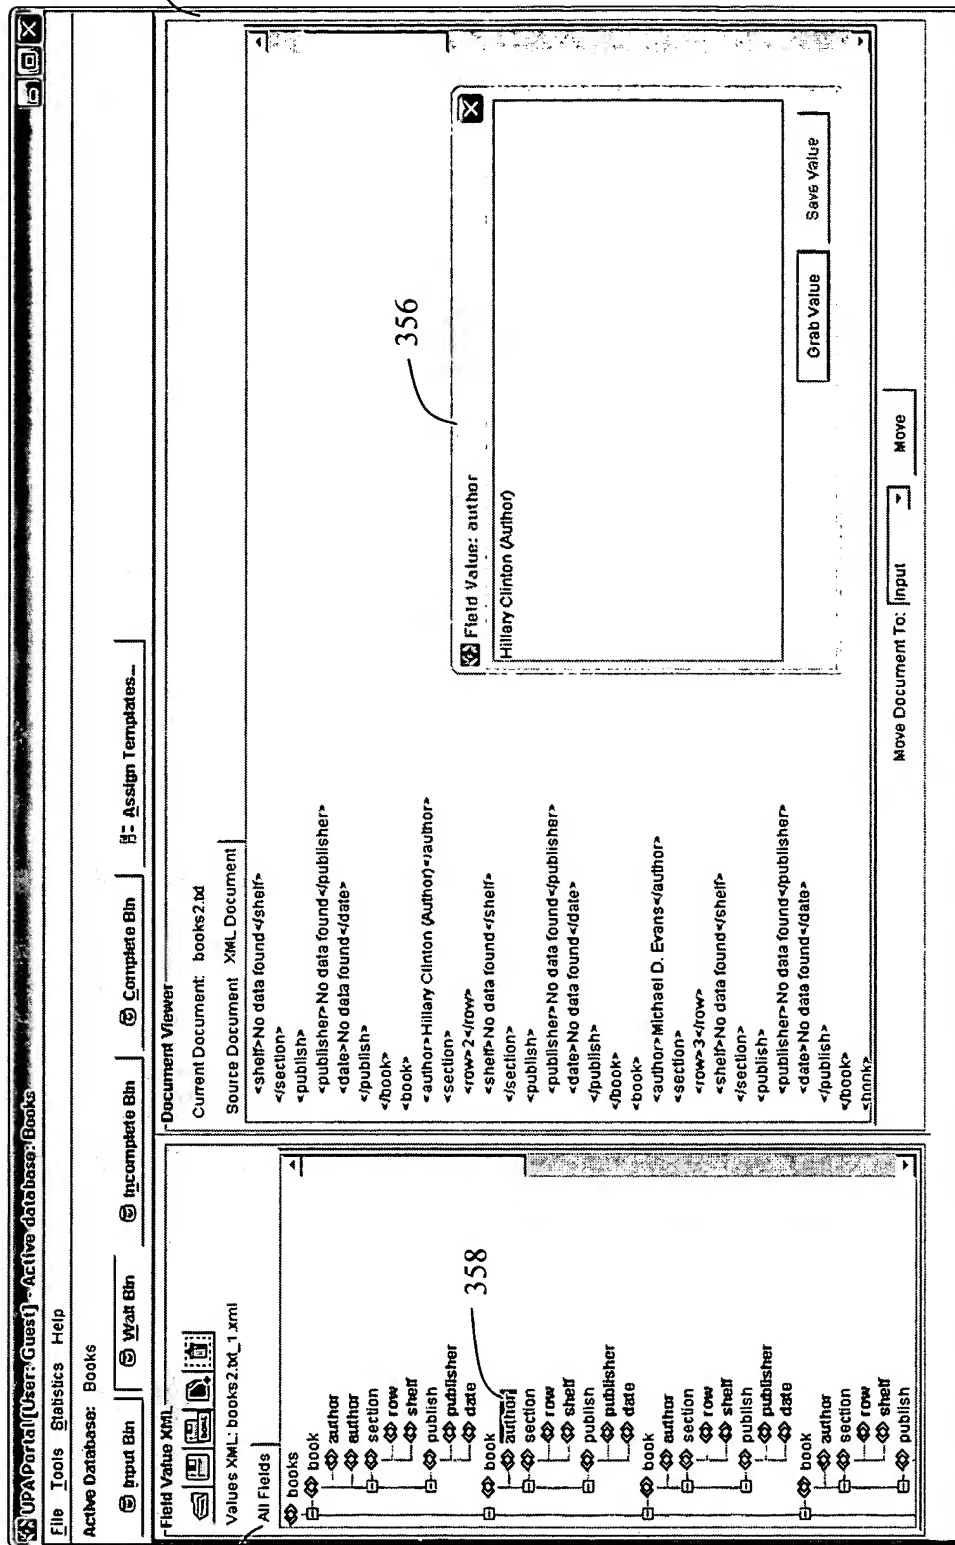 UPA Portal [User: Guest] - Active database: Books
File Tools Statistics Help
Active Database: Books
Input Bin
Wait Bin
Incomplete Bin
Complete Bin
Assign Templates...
Field Value XML
Values XML: books2.txt_1.xml
All Fields
books
book
author
author
section
row
shelf
publish
publisher
date
book
author
section
row
shelf
publish
publisher
date
book
author
section
row
shelf
publish
publisher
date
book
author
section
row
shelf
publish
358
Document Viewer
Current Document: books2.txt
Source Document
XML Document
<shelf>No data found</shelf>
</section>
<publish>
<publisher>No data found</publisher>
<date>No data found</date>
</publish>
</book>
<book>
<author>Hillary Clinton (Author)</author>
<section>
<row>2</row>
<shelf>No data found</shelf>
</section>
<publish>
<publisher>No data found</publisher>
<date>No data found</date>
</publish>
</book>
<book>
<author>Michael D. Evans</author>
<section>
<row>3</row>
<shelf>No data found</shelf>
</section>
<publish>
<publisher>No data found</publisher>
<date>No data found</date>
</publish>
</book>
<book>
356
Field Value: author
Hillary Clinton (Author)
Grab Value
Save Value
Move Document To: Input
Move